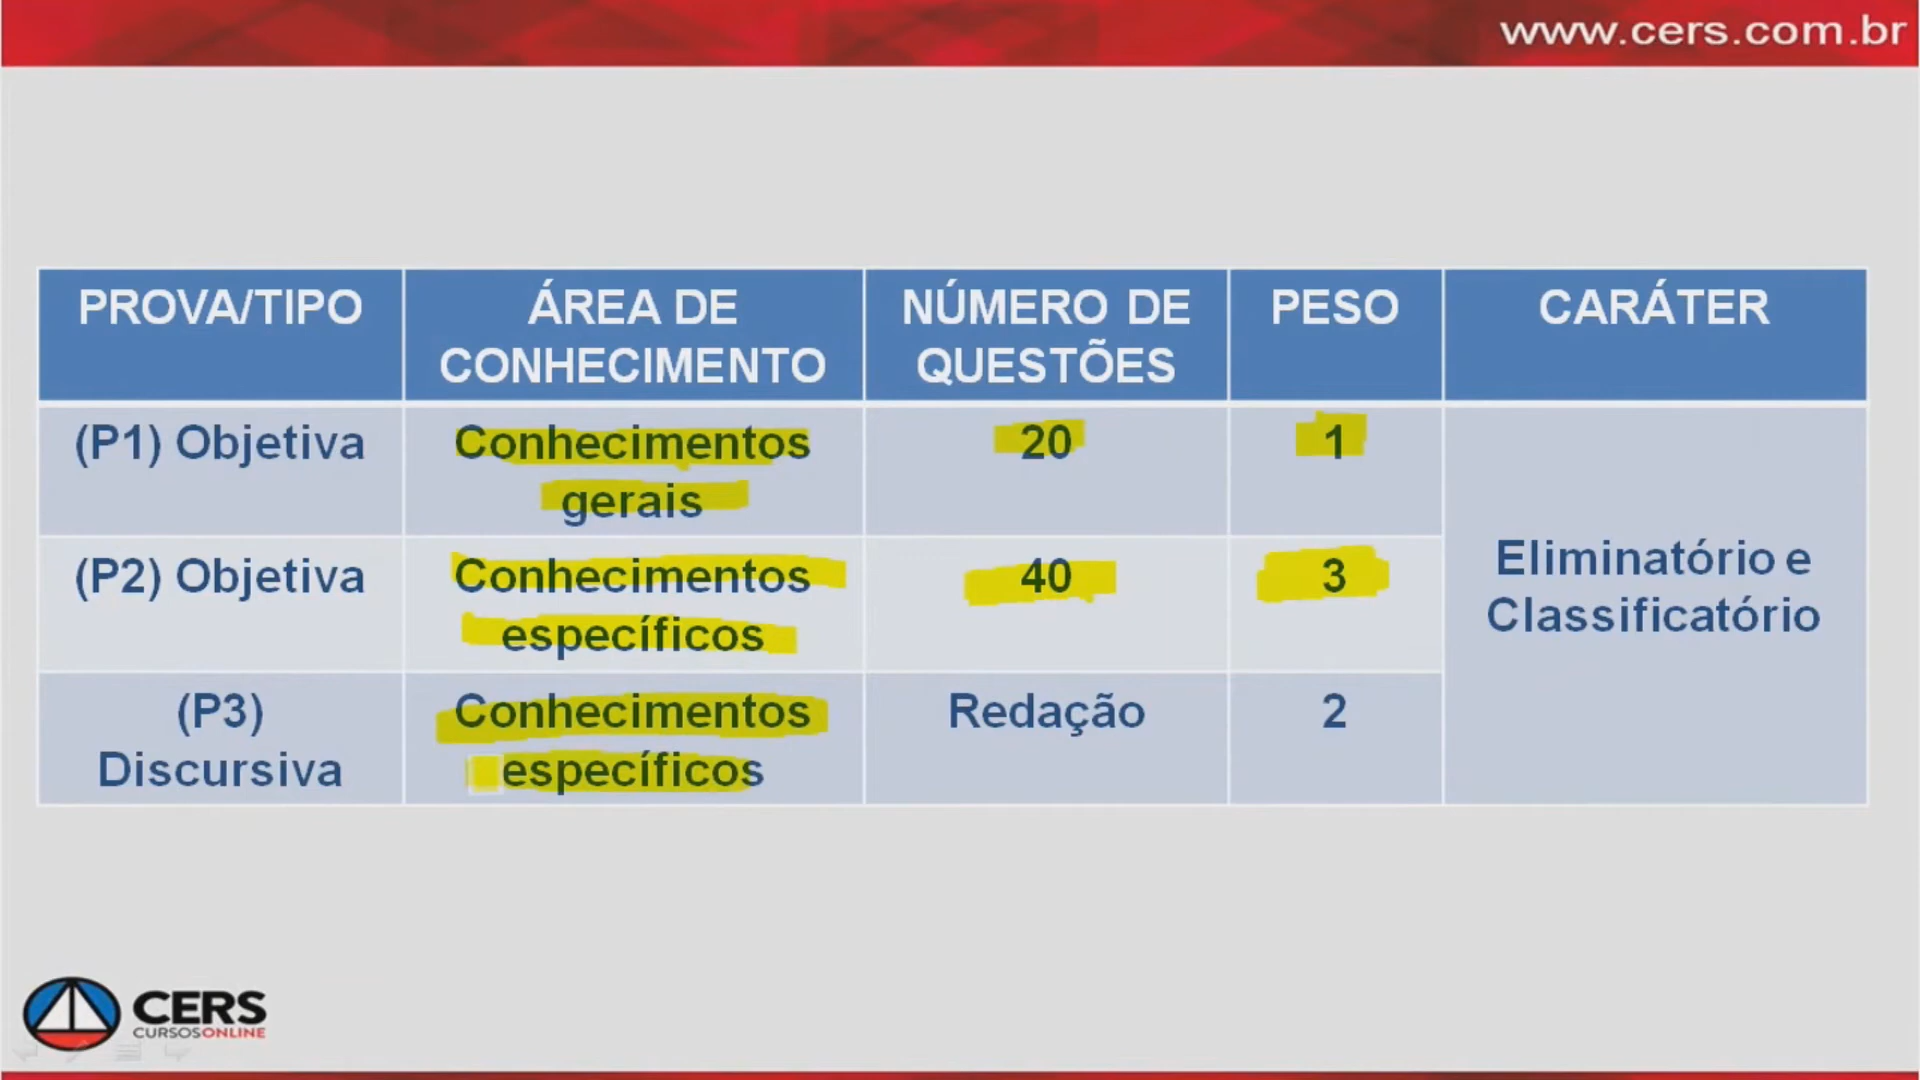 www.cers.com.br
PROVA/TIPO
ÁREA DE
CONHECIMENTO
NÚMERO DE
QUESTÕES
PESO
CARÁTER
(P1) Objetiva
Conhecimentos
gerais
20
1
Eliminatório e
Classificatório
(P2) Objetiva
Conhecimentos
específicos
40
3
(P3)
Discursiva
Conhecimentos
específicos
Redação
2
CERS
CURSOSONLINE